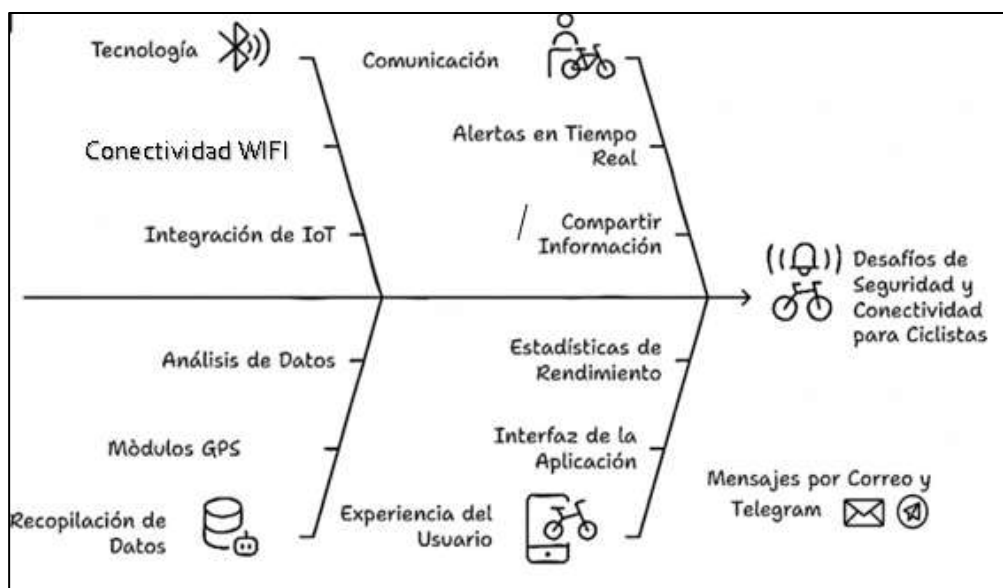 Tecnología
Comunicación
Conectividad WIFI
Alertas en Tiempo
Real
Integración de IoT
/ Compartir
Información
Desafíos de
Seguridad y
Conectividad
para Ciclistas
Análisis de Datos
Estadísticas de
Rendimiento
Mòdulos GPS
Interfaz de la
Aplicación
Mensajes por Correo y
Telegram
Recopilación de
Datos
Experiencia del
Usuario